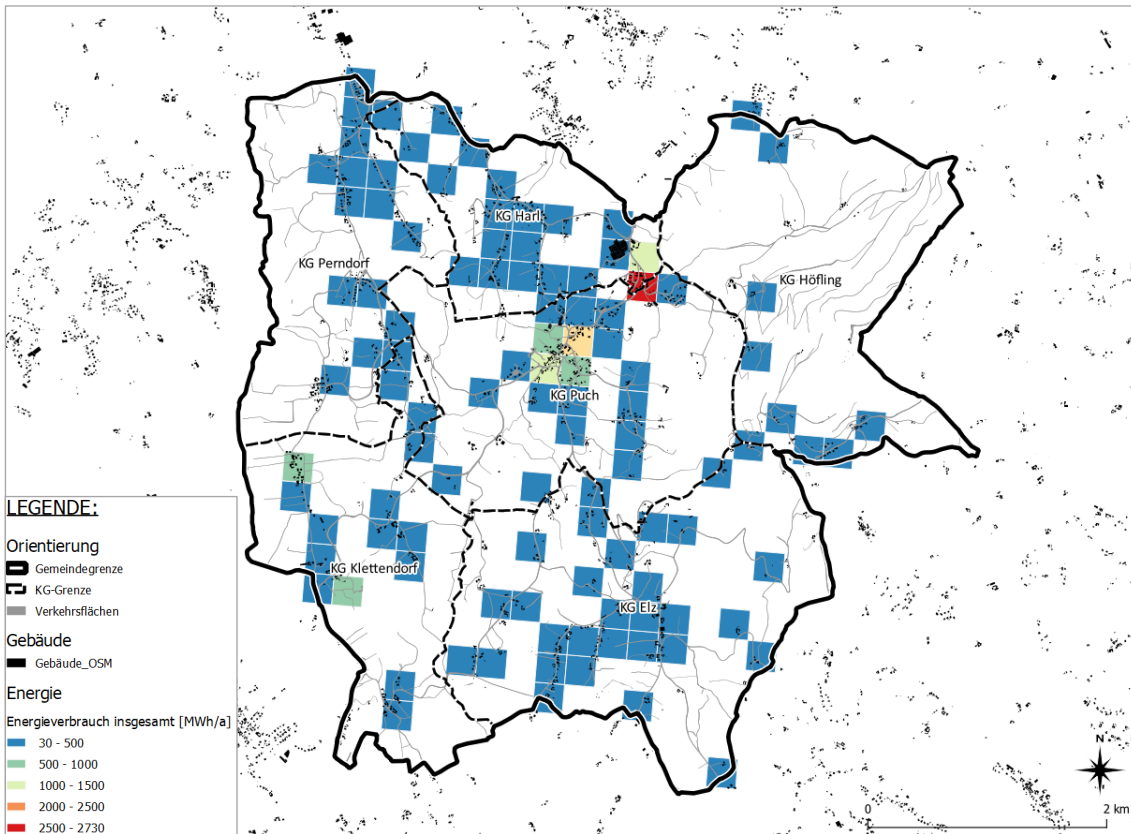 KG Harl
KG Perndorf
KG Höfling
KG Puch
KG Klettendorf
KG Elz
LEGENDE:
Orientierung
Gemeindegrenze
KG-Grenze
Verkehrsflächen
Gebäude
Gebäude_OSM
Energie
Energieverbrauch insgesamt [MWh/a]
30 - 500
500 - 1000
1000 - 1500
2000 - 2500
2500 - 2730
N
0 2 km